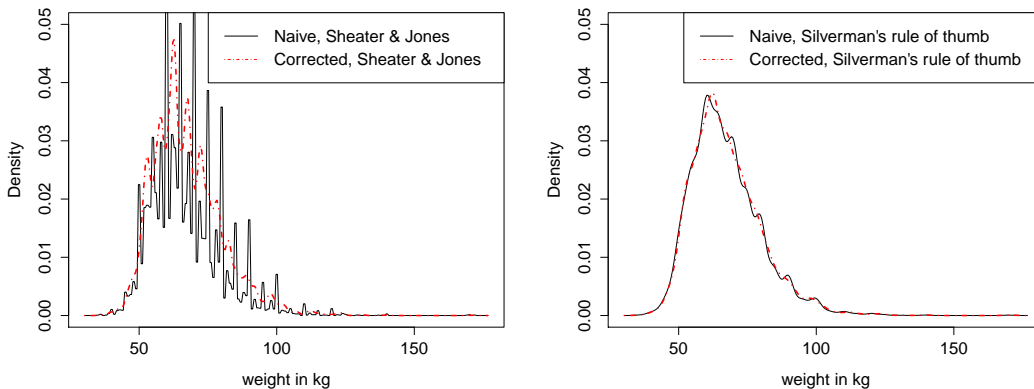 Naive, Sheater & Jones
Corrected, Sheater & Jones
Density
0.00
0.01
0.02
0.03
0.04
0.05
50
100
150
weight in kg
Naive, Silverman's rule of thumb
Corrected, Silverman's rule of thumb
Density
0.00
0.01
0.02
0.03
0.04
0.05
50
100
150
weight in kg